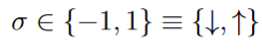 σ ∈ {−1, 1} ≡ {↓, ↑}